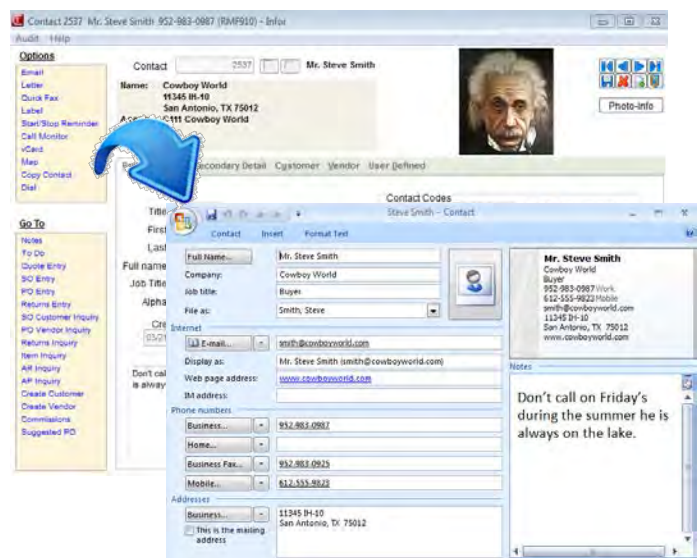 Contact 2537 Mr. Steve Smith 952-983-0987 (RMF910) - Infor
Audit Help
Options
Email
Letter
Quick Fax
Label
Start/Stop Reminder
Call Monitor
vCard
Map
Copy Contact
Dial
Contact 2537 Mr. Steve Smith
Name: Cowboy World
11345 IH-10
San Antonio, TX 75012
C111 Cowboy World
Photo-Info
Secondary Detail Customer Vendor User Defined
Contact Codes
Title
First
Last
Full name
Job Title
Alpha
Don't call
is always
Go To
Notes
To Do
Quote Entry
SO Entry
PO Entry
Returns Entry
SO Customer Inquiry
PO Vendor Inquiry
Returns Inquiry
Item Inquiry
AR Inquiry
AP Inquiry
Create Customer
Create Vendor
Commissions
Suggested PO
Steve Smith - Contact
Contact Insert Format Text
Full Name... Mr. Steve Smith
Company: Cowboy World
Job title: Buyer
File as: Smith, Steve
Internet
E-mail... smith@cowboyworld.com
Display as: Mr. Steve Smith (smith@cowboyworld.com)
Web page address: www.cowboyworld.com
IM address:
Phone numbers
Business... 952-983-0987
Home...
Business Fax... 952-983-0925
Mobile... 612-555-9823
Addresses
Business... 11345 IH-10
San Antonio, TX 75012
This is the mailing
address
Mr. Steve Smith
Cowboy World
Buyer
952-983-0987 Work
612-555-9823 Mobile
smith@cowboyworld.com
11345 IH-10
San Antonio, TX 75012
www.cowboyworld.com
Notes
Don't call on Friday's
during the summer he is
always on the lake.